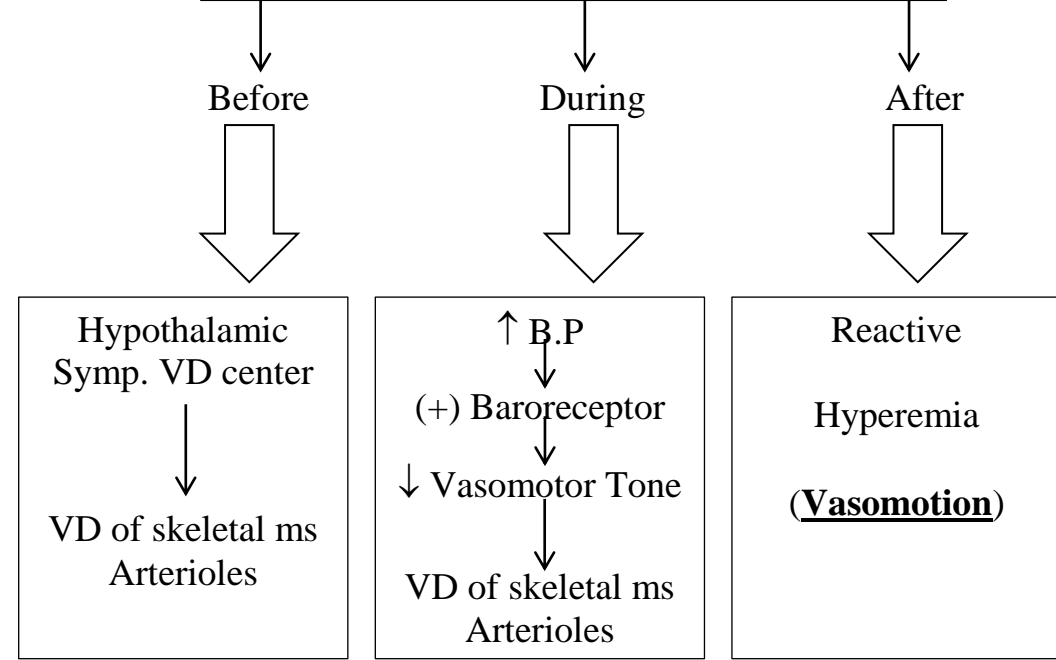 Before
During
After
Hypothalamic
Symp. VD center
VD of skeletal ms
Arterioles
↑ B.P
(+) Baroreceptor
↓ Vasomotor Tone
VD of skeletal ms
Arterioles
Reactive
Hyperemia
(Vasomotion)